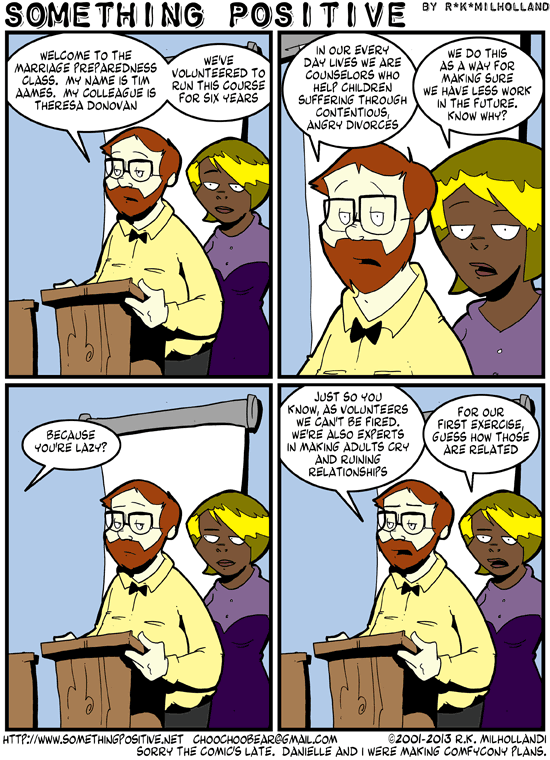 SOMETHING POSITIVE BY R*K*MILHOLLAND
WELCOME TO THE
MARRIAGE PREPAREDNESS
CLASS. MY NAME IS TIM
AAMES. MY COLLEAGUE IS
THERESA DONOVAN
WE'VE
VOLUNTEERED TO
RUN THIS COURSE
FOR SIX YEARS
IN OUR EVERY
DAY LIVES WE ARE
COUNSELORS WHO
HELP CHILDREN
SUFFERING THROUGH
CONTENTIOUS,
ANGRY DIVORCES
WE DO THIS
AS A WAY FOR
MAKING SURE
WE HAVE LESS WORK
IN THE FUTURE.
KNOW WHY?
BECAUSE
YOU'RE LAZY?
JUST SO YOU
KNOW, AS VOLUNTEERS
WE CAN'T BE FIRED.
WE'RE ALSO EXPERTS
IN MAKING ADULTS CRY
AND RUINING
RELATIONSHIPS
FOR OUR
FIRST EXERCISE,
GUESS HOW THOSE
ARE RELATED
HTTP://WWW.SOMETHINGPOSITIVE.NET CHOOCHOOBEAR@GMAIL.COM ©2001-2013 R.K. MILHOLLAND!
SORRY THE COMIC'S LATE. DANIELLE AND I WERE MAKING COMFYCONY PLANS.